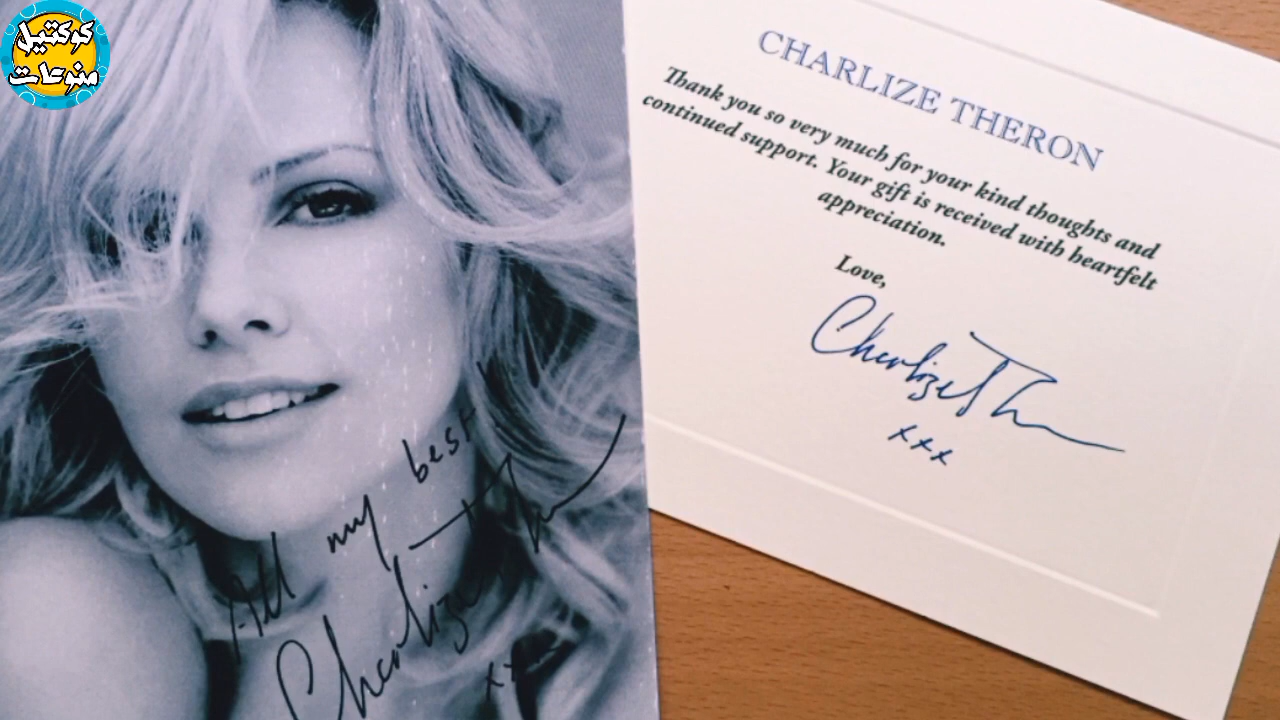 كوكتيل
منوعات
All my best
Charlize Theron
xx
CHARLIZE THERON
Thank you so very much for your kind thoughts and
continued support. Your gift is received with heartfelt
appreciation.
Love,
Charlize Theron
xxx